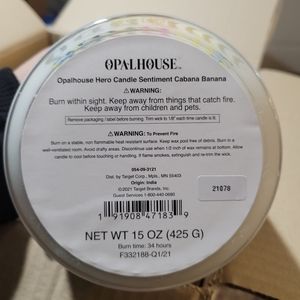 OPALHOUSE™
Opalhouse Hero Candle Sentiment Cabana Banana
⚠WARNING:
Burn within sight. Keep away from things that catch fire.
Keep away from children and pets.
Remove packaging / label before burning. Trim wick to 1/8" each time candle is lit.
⚠WARNING: To Prevent Fire
Burn on a stable, non flammable heat resistant surface. Keep wax pool free of debris. Burn in a
well-ventilated room. Avoid drafty areas. Discontinue use when 1/2 inch of wax remains at bottom. Allow
candle to cool before touching or handling. If flame smokes, extinguish and re-trim the wick.
054-09-3121
Dist. by Target Corp., Mpls., MN 55403
Origin: India
©2021 Target Brands, Inc.
Guest Services 1-800-440-0680
21078
1 91908 47183 9
NET WT 15 OZ (425 G)
Burn time: 34 hours
F332188-Q1/21